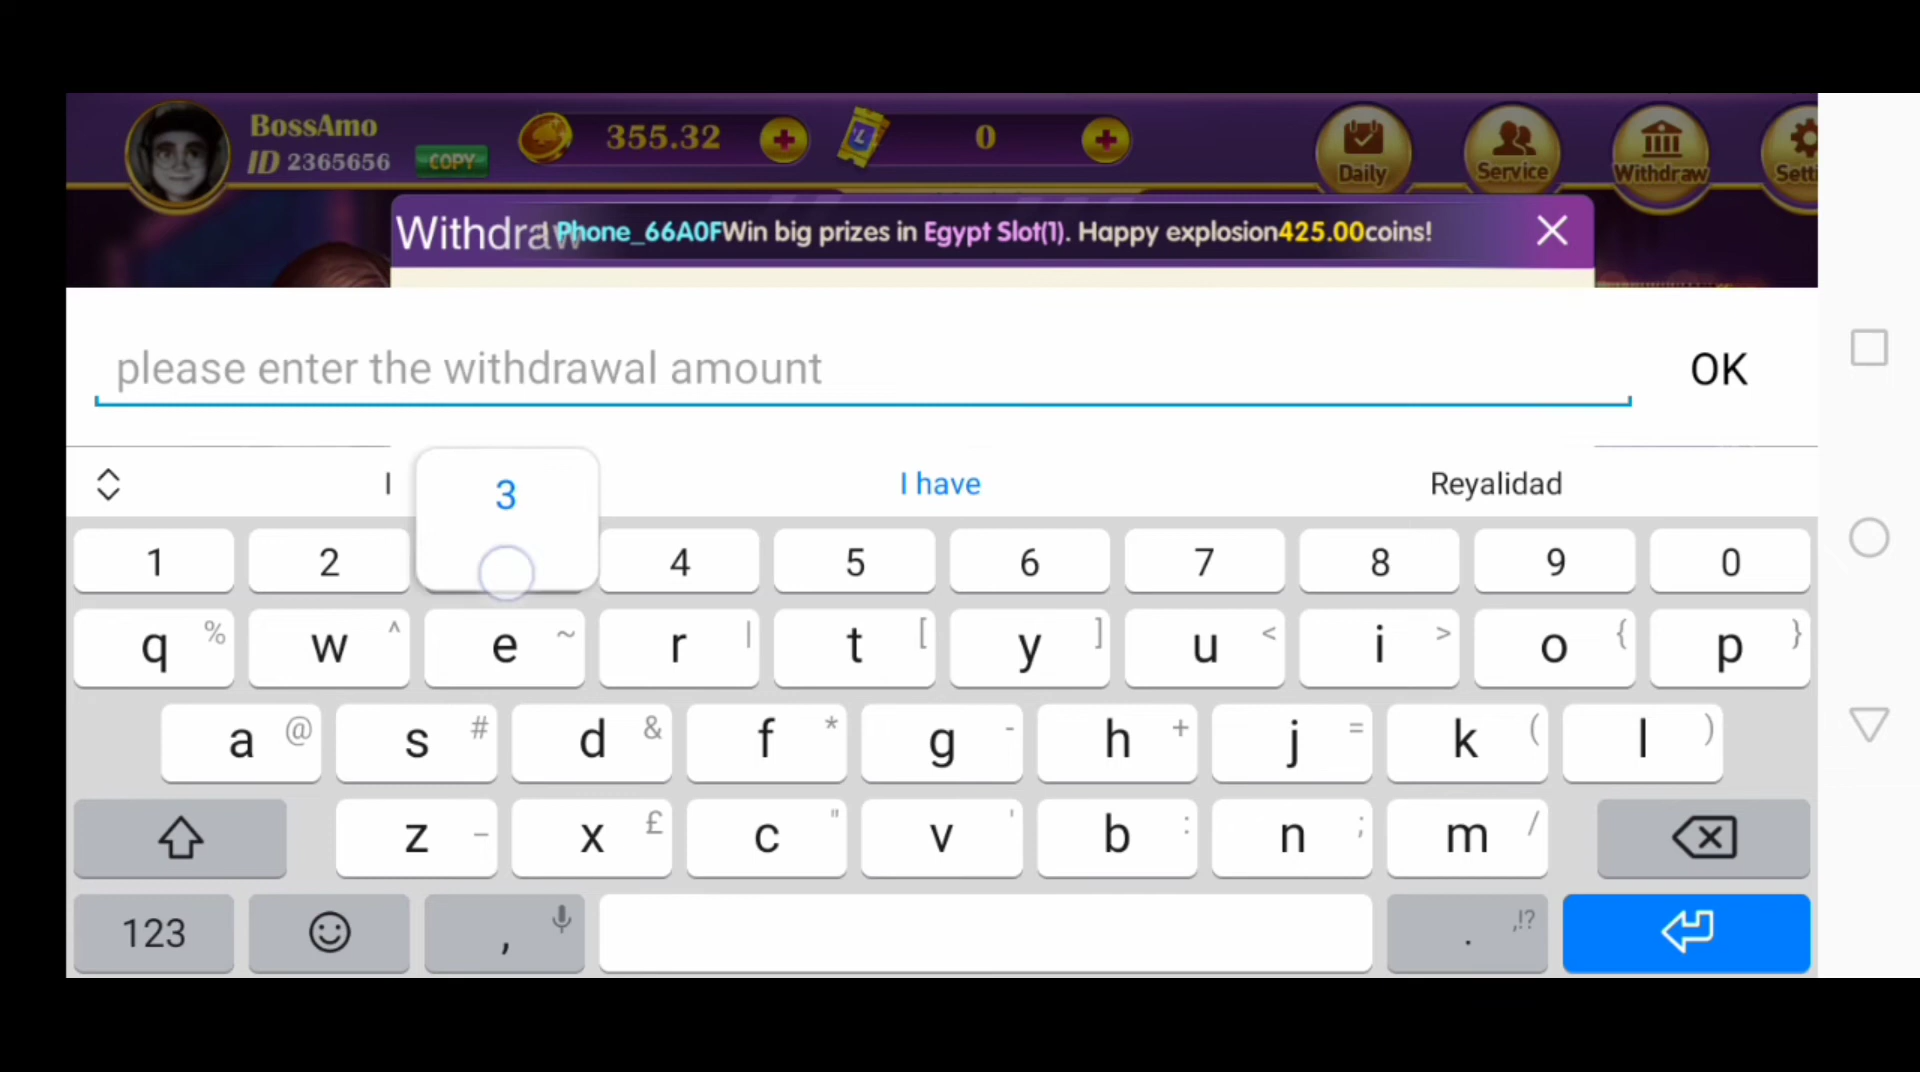 BossAmo
ID 2365656
COPY
355.32
0
Daily
Service
Withdraw
Setti
Withdraw
Phone_66A0FWin big prizes in Egypt Slot(1). Happy explosion425.00coins!
please enter the withdrawal amount
OK
I
I have
Reyalidad
3
1 2 4 5 6 7 8 9 0
q % w ^ e ~ r | t [ y ] u < i > o { p }
a @ s # d & f * g - h + j = k ( l )
z _ x £ c " v ' b : n ; m /
123 , . ,!?